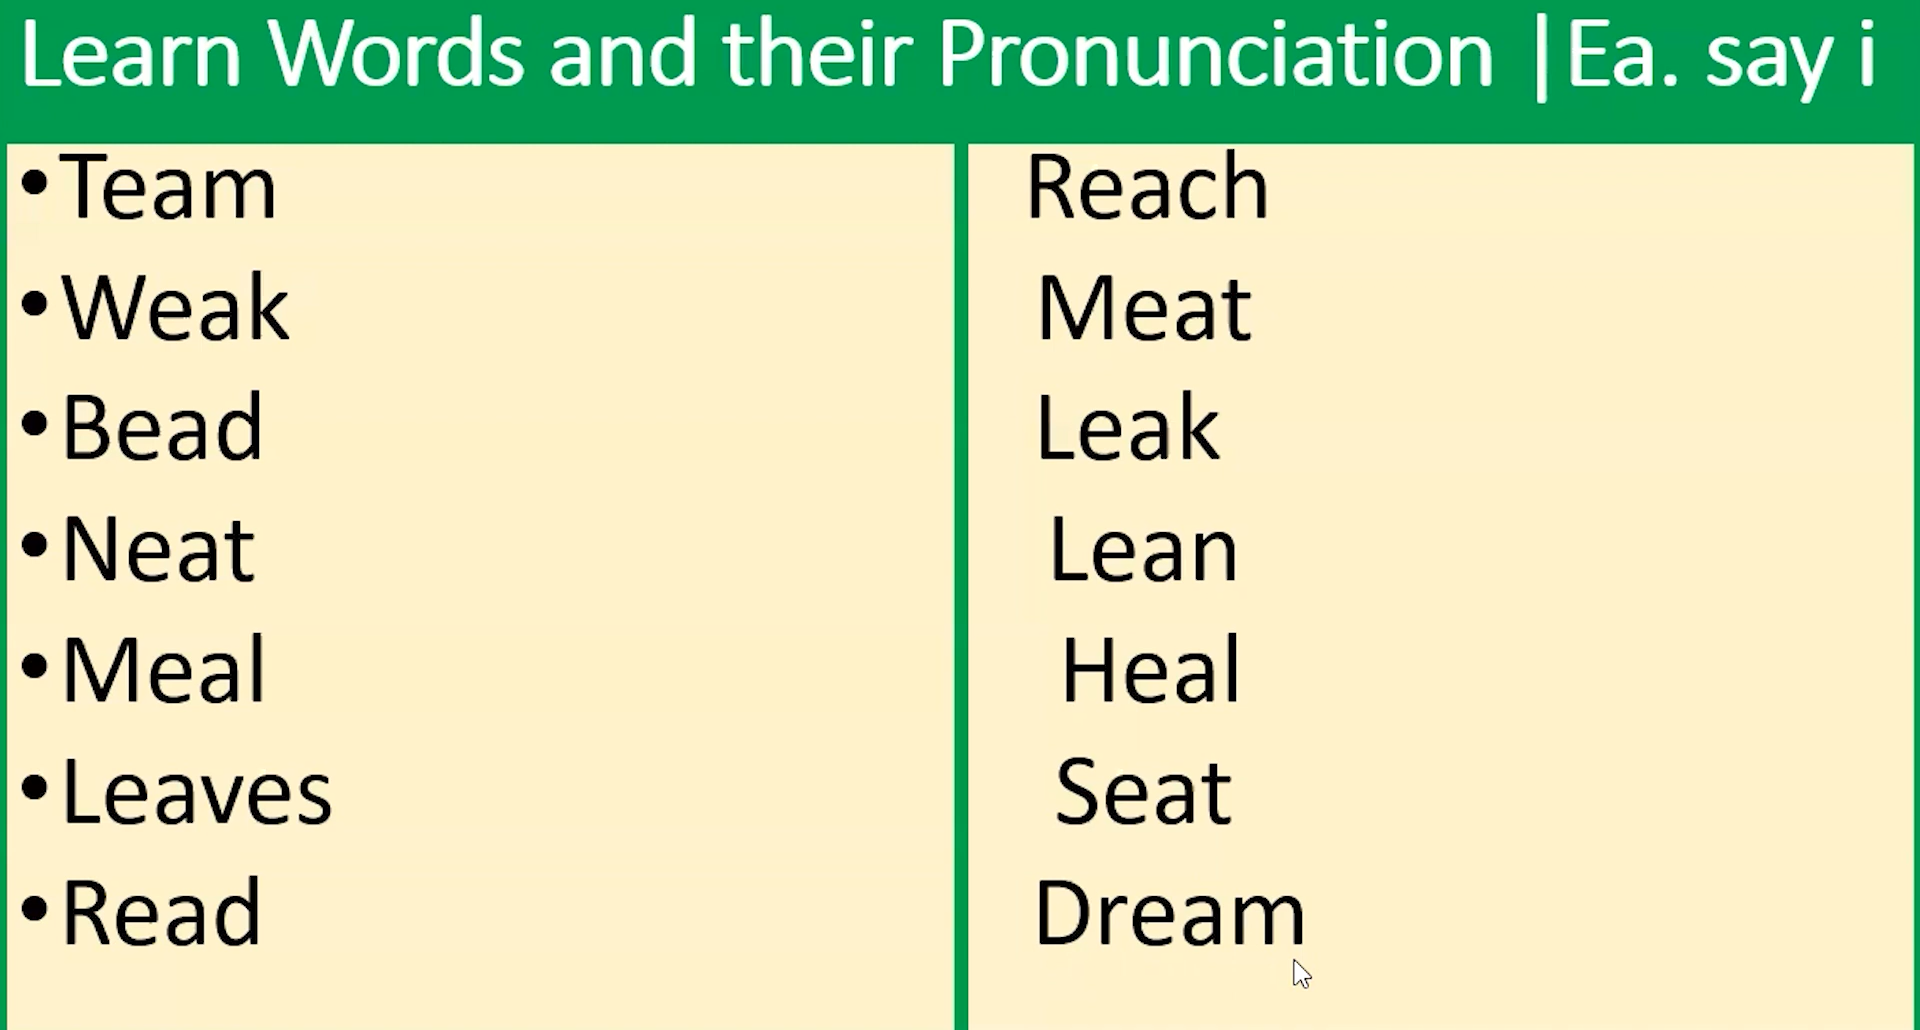 Learn Words and their Pronunciation |Ea. say i
•Team
•Weak
•Bead
•Neat
•Meal
•Leaves
•Read
Reach
Meat
Leak
Lean
Heal
Seat
Dream